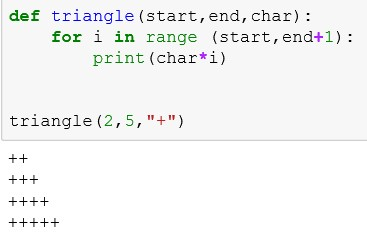 def triangle(start,end,char):
    for i in range (start,end+1):
        print(char*i)
triangle(2,5,"+")
++
+++
++++
+++++